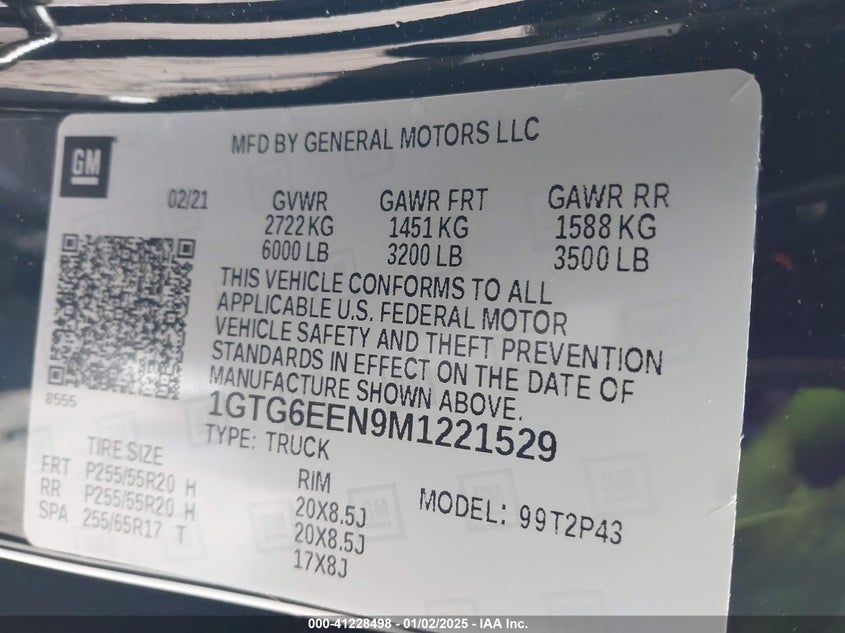 GM
MFD BY GENERAL MOTORS LLC
02/21 GVWR GAWR FRT GAWR RR
2722 KG 1451 KG 1588 KG
6000 LB 3200 LB 3500 LB
THIS VEHICLE CONFORMS TO ALL
APPLICABLE U.S. FEDERAL MOTOR
VEHICLE SAFETY AND THEFT PREVENTION
STANDARDS IN EFFECT ON THE DATE OF
MANUFACTURE SHOWN ABOVE.
8555
1GTG6EEN9M1221529
TYPE: TRUCK
TIRE SIZE RIM
FRT P255/55R20 H 20X8.5J
RR P255/55R20 H 20X8.5J
SPA 255/65R17 T 17X8J
MODEL: 99T2P43
000-41228498 - 01/02/2025 - IAA Inc.